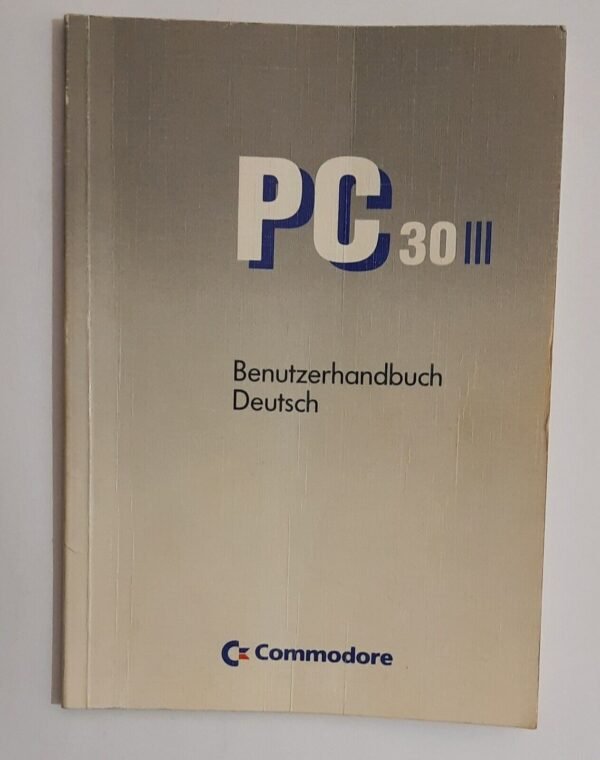 PC 30 III
Benutzerhandbuch
Deutsch
Commodore